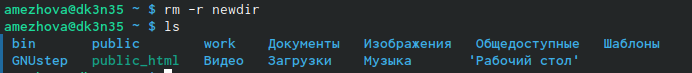 amezhova@dk3n35 ~ $ rm -r newdir
amezhova@dk3n35 ~ $ ls
bin public work Документы Изображения Общедоступные Шаблоны
GNUstep public_html Видео Загрузки Музыка 'Рабочий стол'